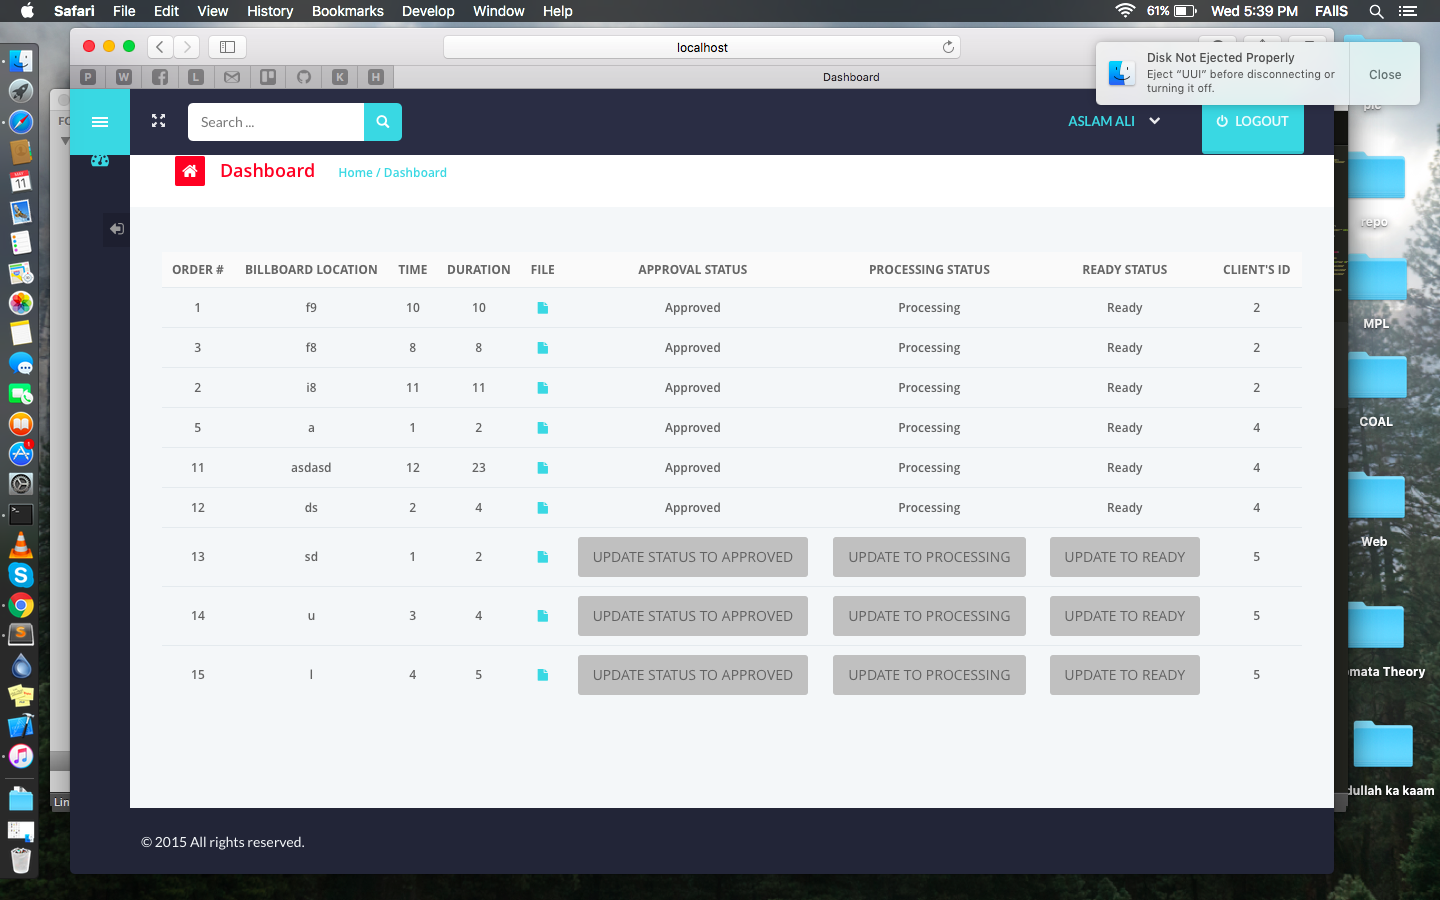 Safari File Edit View History Bookmarks Develop Window Help 61% Wed 5:39 PM FAllS
localhost
P W L K H Dashboard
Disk Not Ejected Properly
Eject “UUI” before disconnecting or
turning it off.
Close
Search ...
ASLAM ALI
LOGOUT
Dashboard Home / Dashboard
ORDER # BILLBOARD LOCATION TIME DURATION FILE APPROVAL STATUS PROCESSING STATUS READY STATUS CLIENT'S ID
1 f9 10 10 Approved Processing Ready 2
3 f8 8 8 Approved Processing Ready 2
2 i8 11 11 Approved Processing Ready 2
5 a 1 2 Approved Processing Ready 4
11 asdasd 12 23 Approved Processing Ready 4
12 ds 2 4 Approved Processing Ready 4
13 sd 1 2 UPDATE STATUS TO APPROVED UPDATE TO PROCESSING UPDATE TO READY 5
14 u 3 4 UPDATE STATUS TO APPROVED UPDATE TO PROCESSING UPDATE TO READY 5
15 l 4 5 UPDATE STATUS TO APPROVED UPDATE TO PROCESSING UPDATE TO READY 5
© 2015 All rights reserved.
repo
MPL
COAL
Web
omata Theory
dullah ka kaam
FO
Lin
MAY
11